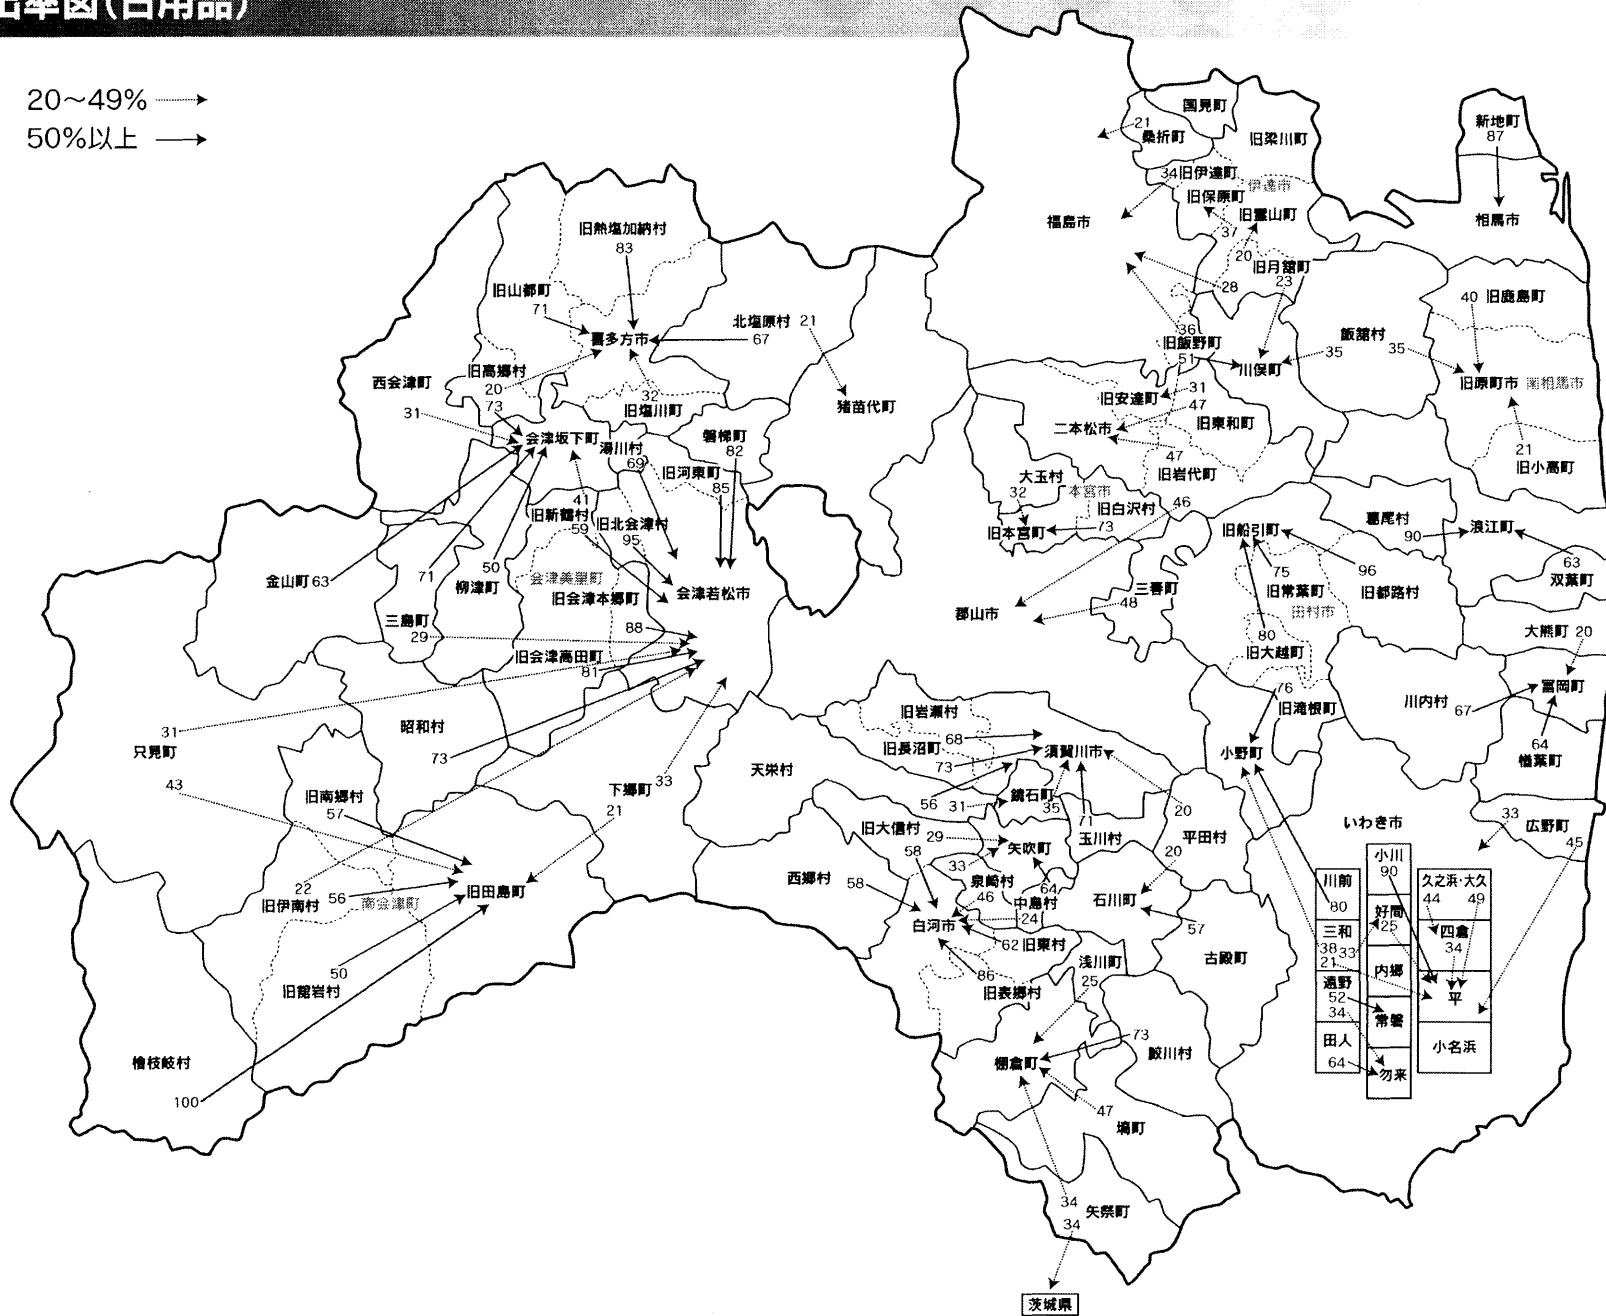 出率図(日用品)
20～49%
50%以上
国見町
21
桑折町
旧梁川町
新地町
87
34
旧伊達町
伊達市
旧保原町
旧霊山町
福島市
37
相馬市
20
旧月舘町
23
28
旧熱塩加納村
83
旧山都町
71
喜多方市
北塩原村
21
67
40
旧鹿島町
36
旧飯野町
51
飯舘村
35
35
川俣町
旧原町市
南相馬市
西会津町
旧高郷村
20
73
31
32
旧塩川町
猪苗代町
旧安達町
31
47
二本松市
旧東和町
会津坂下町
湯川村
69
磐梯町
82
旧河東町
85
47
旧岩代町
21
旧小高町
大玉村
32
本宮市
旧白沢村
46
旧本宮町
73
41
旧新鶴村
59
旧北会津村
95
旧船引町
葛尾村
90
浪江町
63
双葉町
金山町
63
71
50
柳津町
会津美里町
旧会津本郷町
会津若松市
75
旧常葉町
96
旧都路村
田村市
三春町
48
郡山市
三島町
29
88
80
旧大越町
大熊町
20
旧会津高田町
81
76
旧滝根町
川内村
67
富岡町
31
只見町
昭和村
73
旧岩瀬村
68
旧長沼町
73
須賀川市
小野町
64
楢葉町
43
下郷町
33
21
天栄村
旧南郷村
57
56
鏡石町
31
35
71
20
玉川村
平田村
20
いわき市
33
広野町
45
旧大信村
29
58
矢吹町
33
22
旧伊南村
56
南会津町
旧田島町
西郷村
58
泉崎村
46
64
中島村
24
石川町
57
白河市
62
旧東村
50
旧舘岩村
86
旧表郷村
浅川町
25
古殿町
川前
80
小川
90
久之浜・大久
44
49
三和
38
33
21
好間
25
四倉
34
内郷
平
遠野
52
34
常磐
小名浜
田人
64
勿来
檜枝岐村
100
73
棚倉町
鮫川村
47
塙町
34
34
矢祭町
茨城県